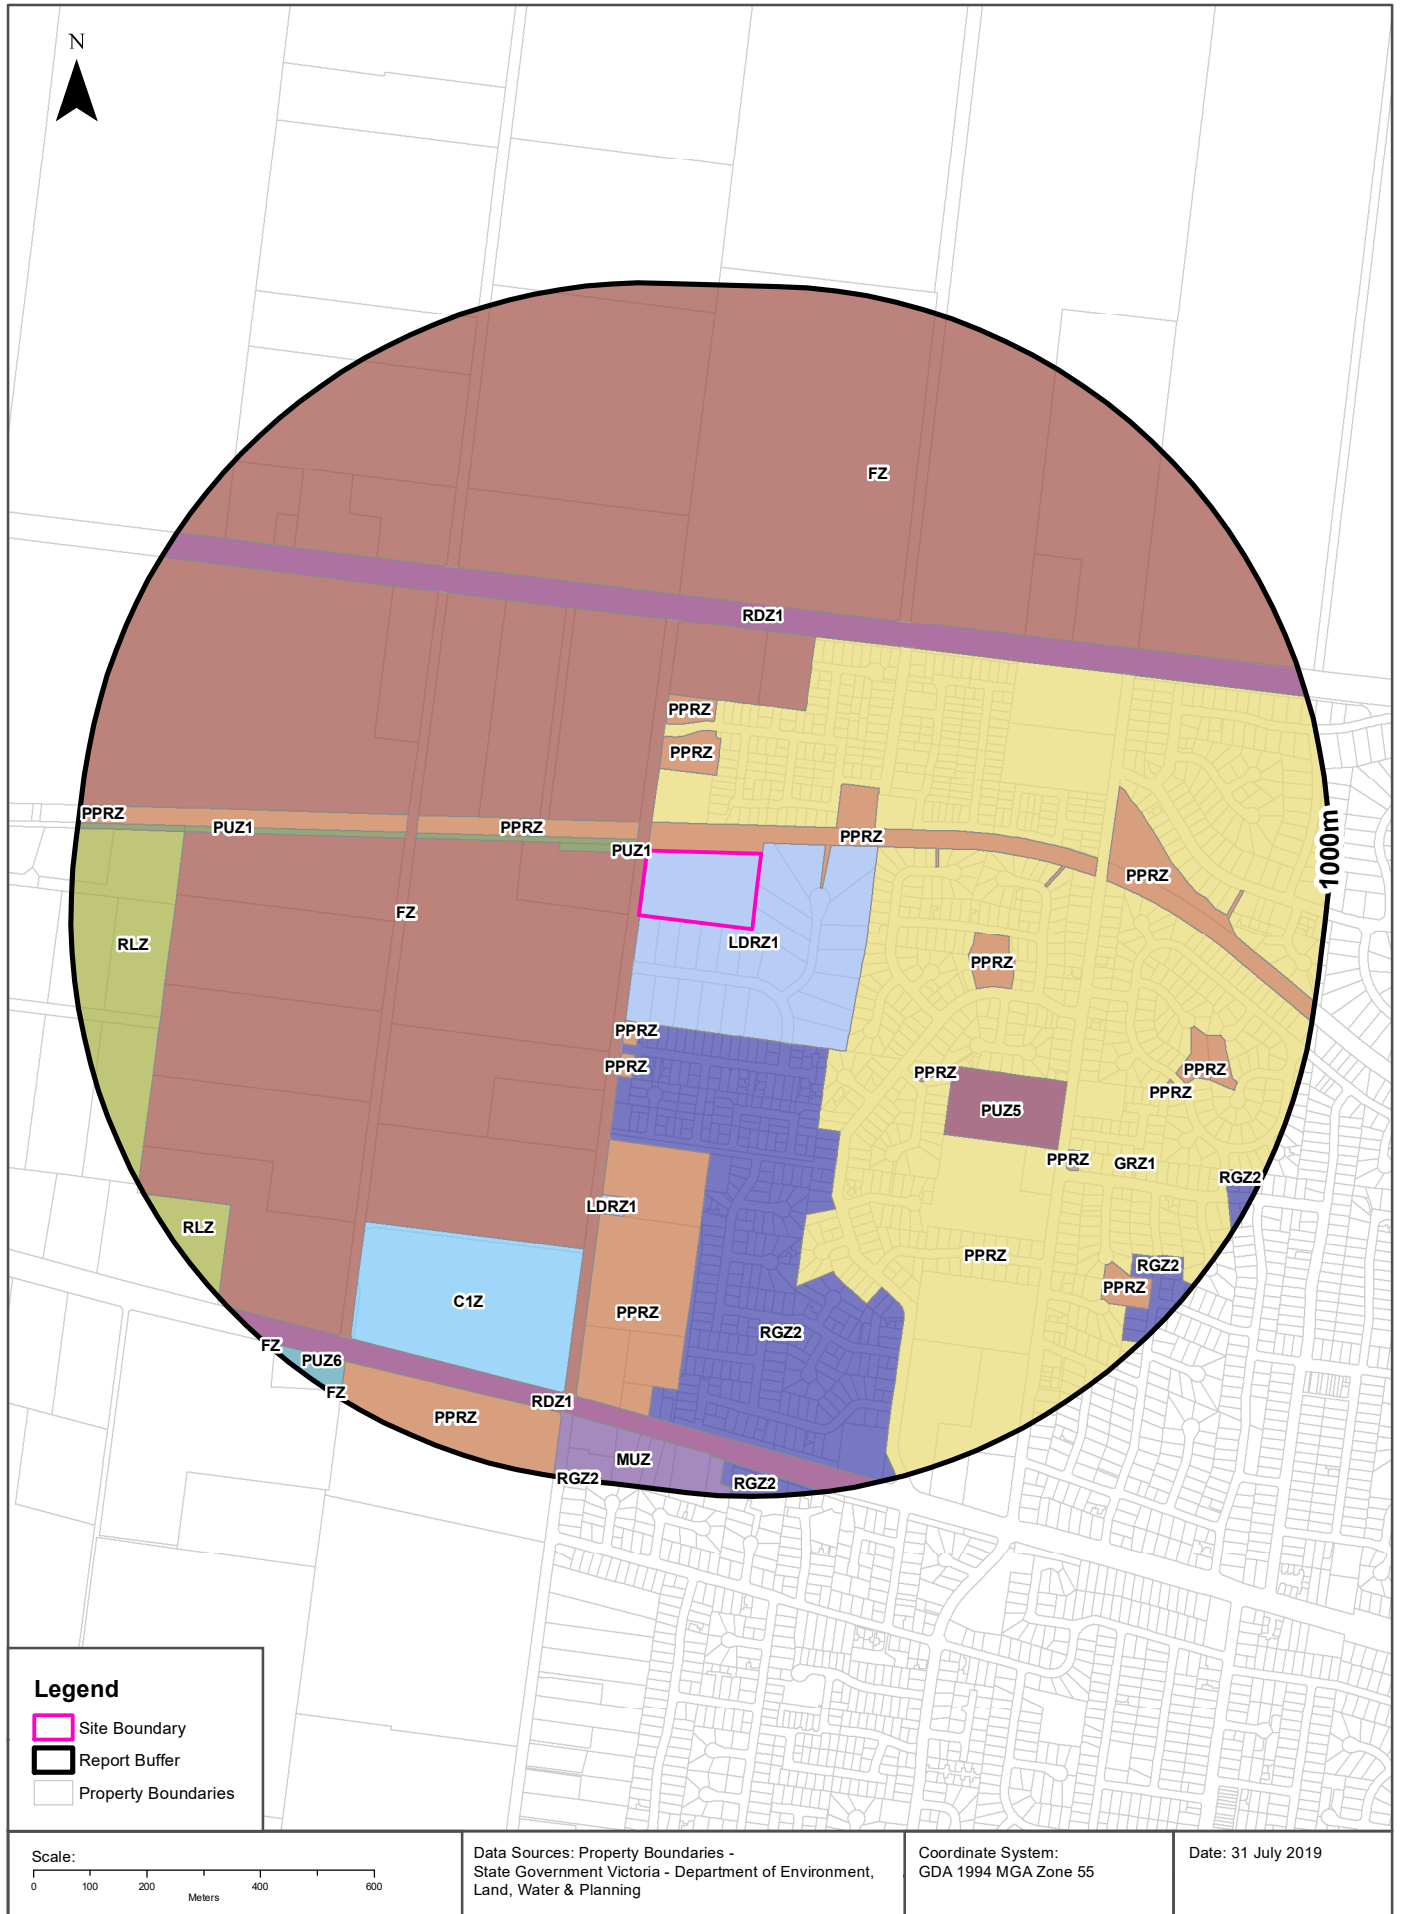 N
FZ
RDZ1
PPRZ
PPRZ
PPRZ
PUZ1
PPRZ
PPRZ
PUZ1
1000m
PPRZ
FZ
RLZ
LDRZ1
PPRZ
PPRZ
PPRZ
PPRZ
PPRZ
PPRZ
PUZ5
PPRZ
GRZ1
RGZ2
LDRZ1
RLZ
PPRZ
RGZ2
PPRZ
C1Z
PPRZ
RGZ2
FZ
PUZ6
FZ
RDZ1
PPRZ
MUZ
RGZ2
RGZ2
Legend
Site Boundary
Report Buffer
Property Boundaries
Scale:
0 100 200 400 600
Meters
Data Sources: Property Boundaries -
State Government Victoria - Department of Environment,
Land, Water & Planning
Coordinate System:
GDA 1994 MGA Zone 55
Date: 31 July 2019